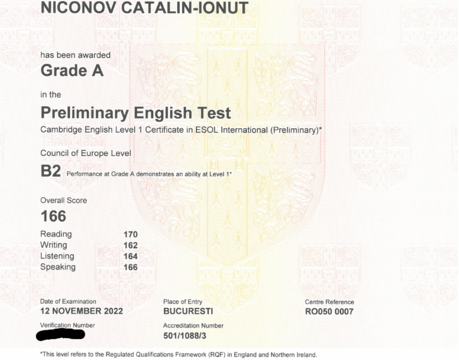 NICONOV CATALIN-IONUT
has been awarded
Grade A
in the
Preliminary English Test
Cambridge English Level 1 Certificate in ESOL International (Preliminary)*
Council of Europe Level
B2 Performance at Grade A demonstrates an ability at Level 1*
Overall Score
166
Reading 170
Writing 162
Listening 164
Speaking 166
Date of Examination Place of Entry Centre Reference
12 NOVEMBER 2022 BUCURESTI RO050 0007
Verification Number Accreditation Number
501/1088/3
*This level refers to the Regulated Qualifications Framework (RQF) in England and Northern Ireland.